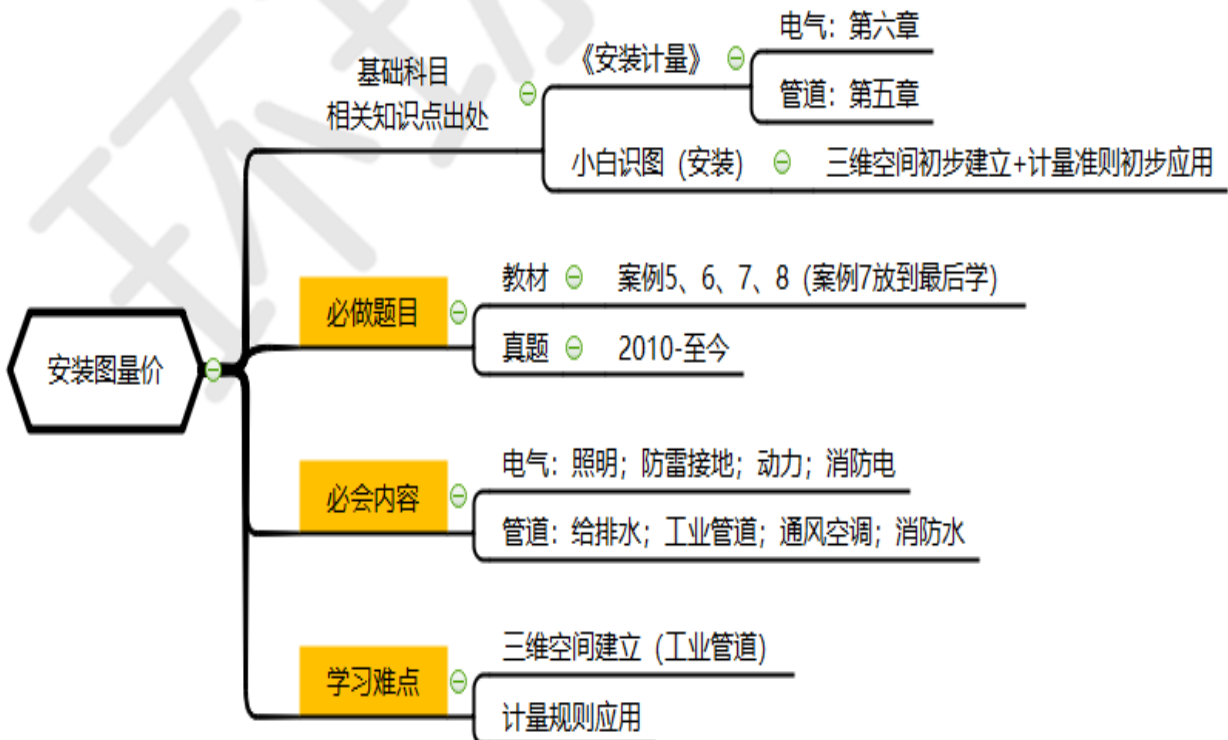 基础科目
相关知识点出处
《安装计量》
电气：第六章
管道：第五章
小白识图（安装）
三维空间初步建立+计量准则初步应用
安装图量价
必做题目
教材
案例5、6、7、8（案例7放到最后学）
真题
2010-至今
必会内容
电气：照明；防雷接地；动力；消防电
管道：给排水；工业管道；通风空调；消防水
学习难点
三维空间建立（工业管道）
计量规则应用